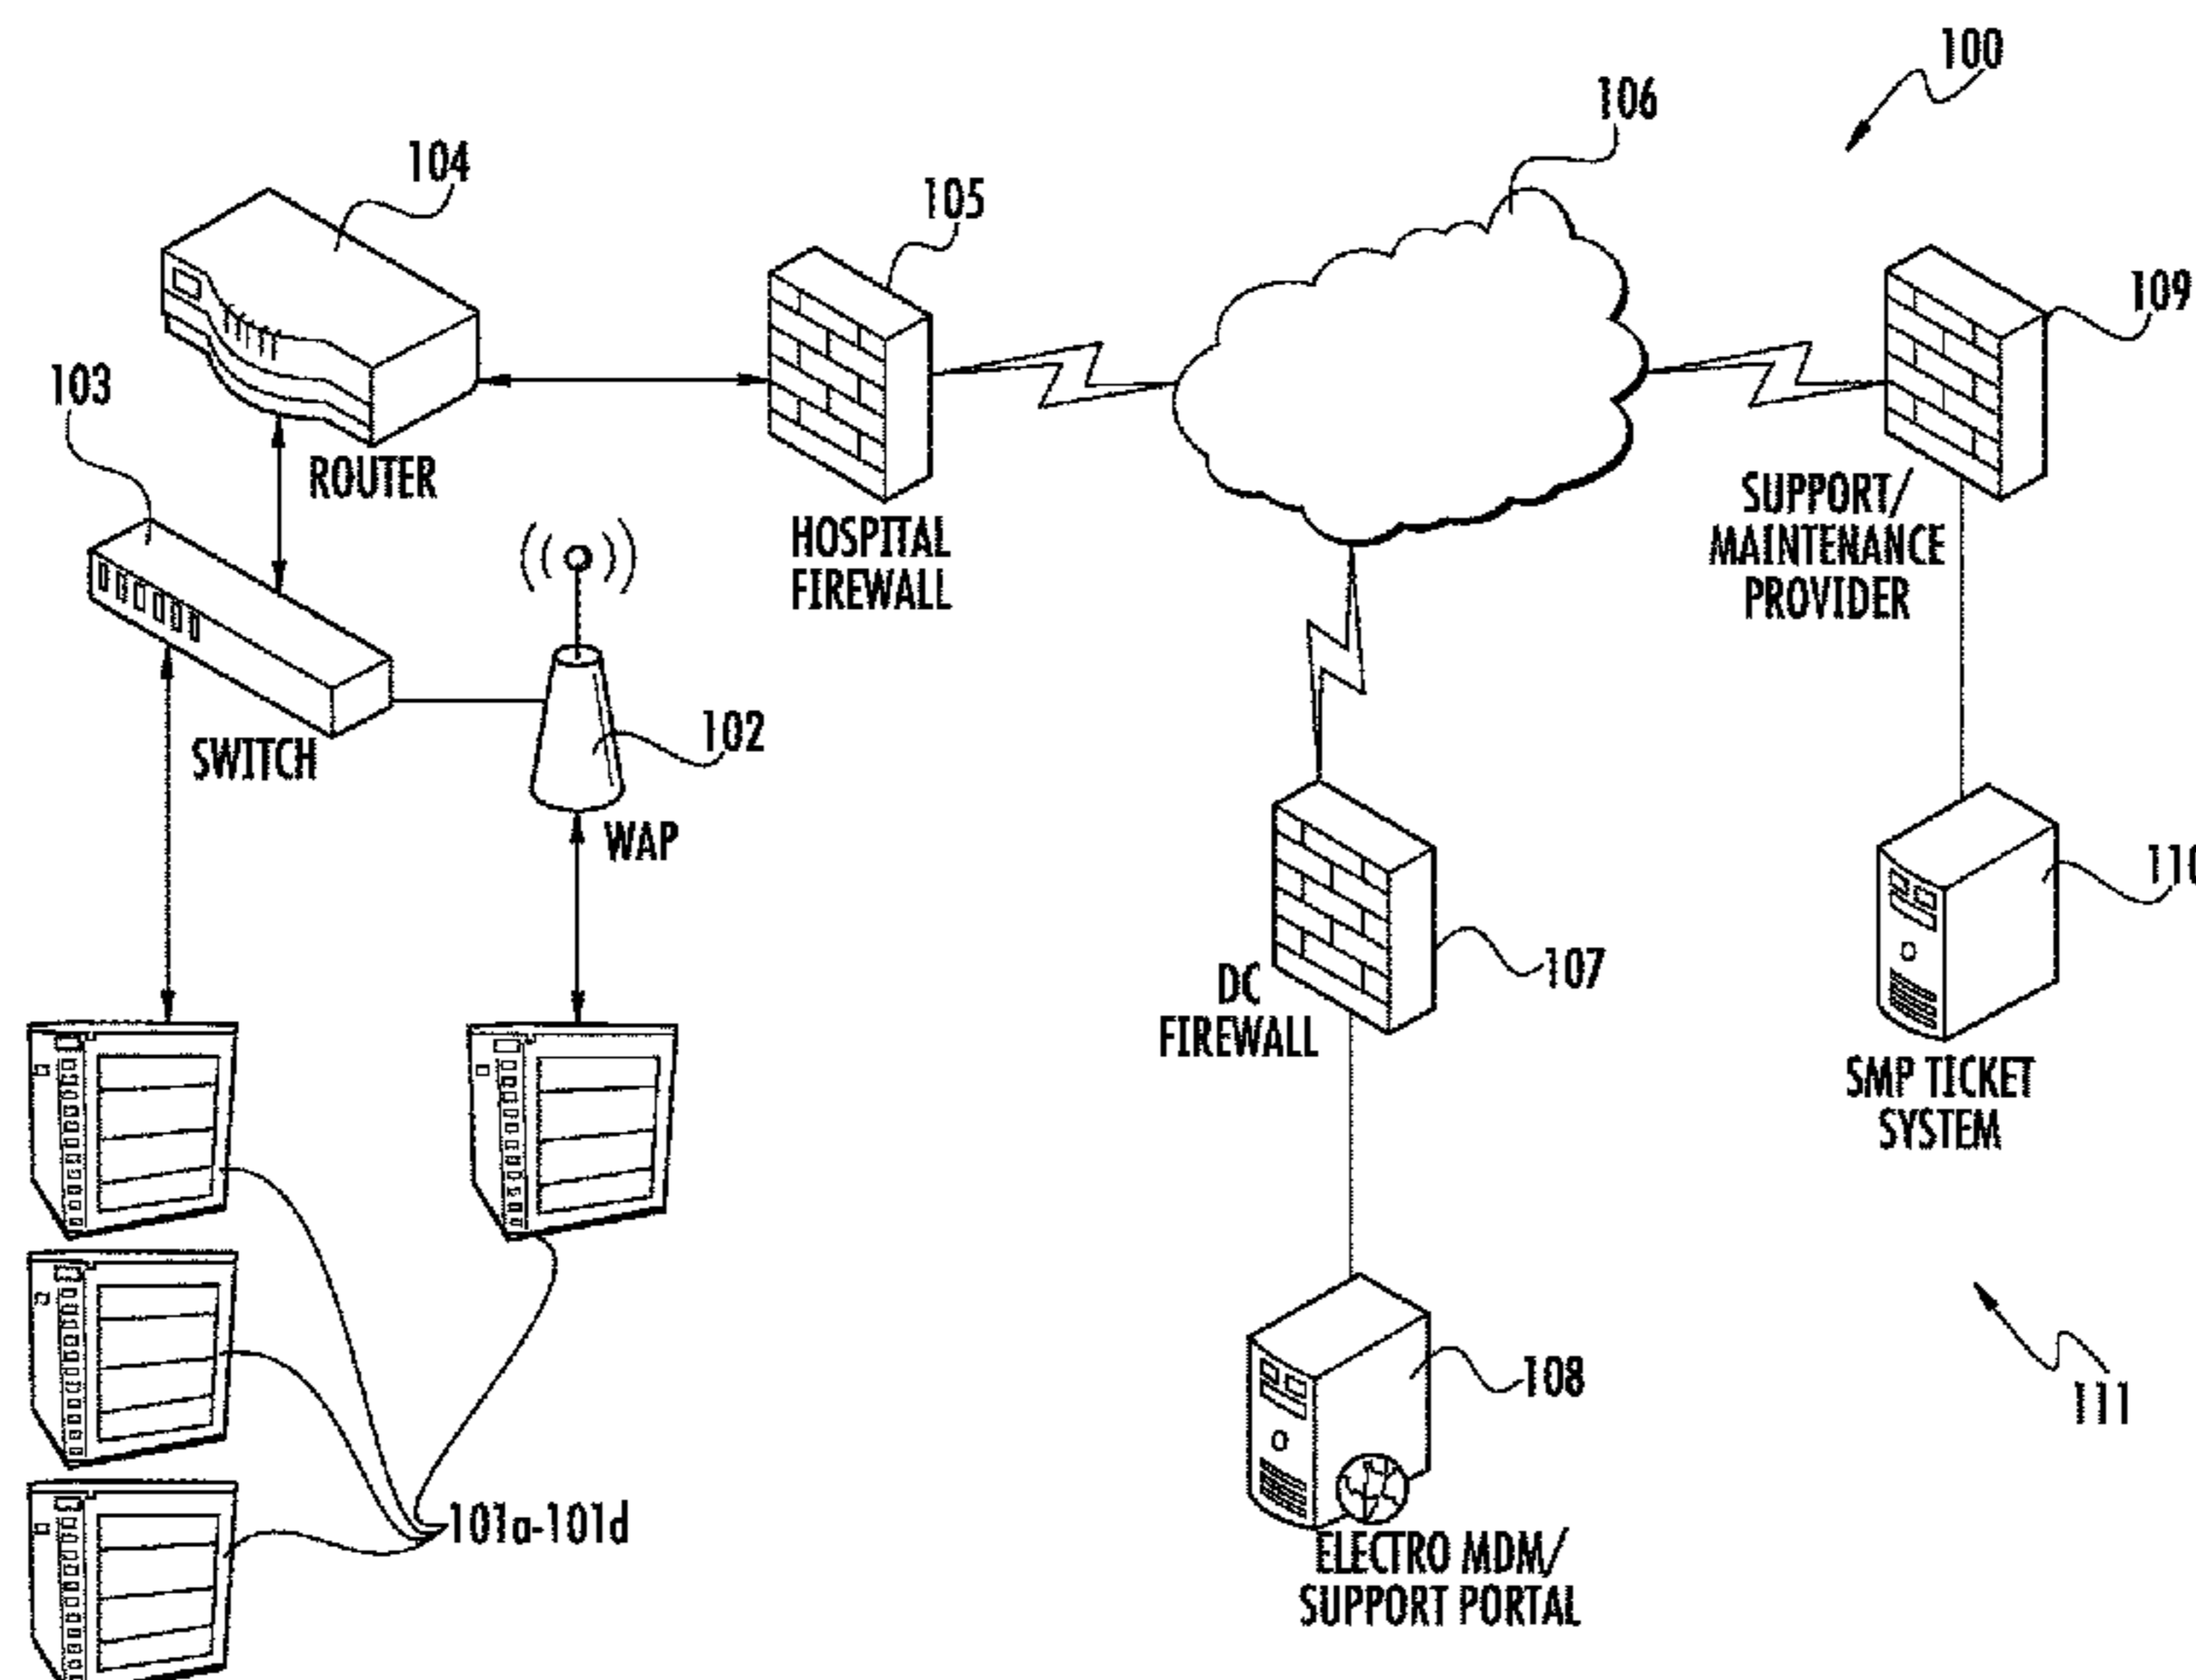 100
106
104
105
109
103
ROUTER
HOSPITAL
FIREWALL
SUPPORT/
MAINTENANCE
PROVIDER
102
SWITCH
WAP
110
107
DC
FIREWALL
SMP TICKET
SYSTEM
108
111
101a-101d
ELECTRO MDM/
SUPPORT PORTAL